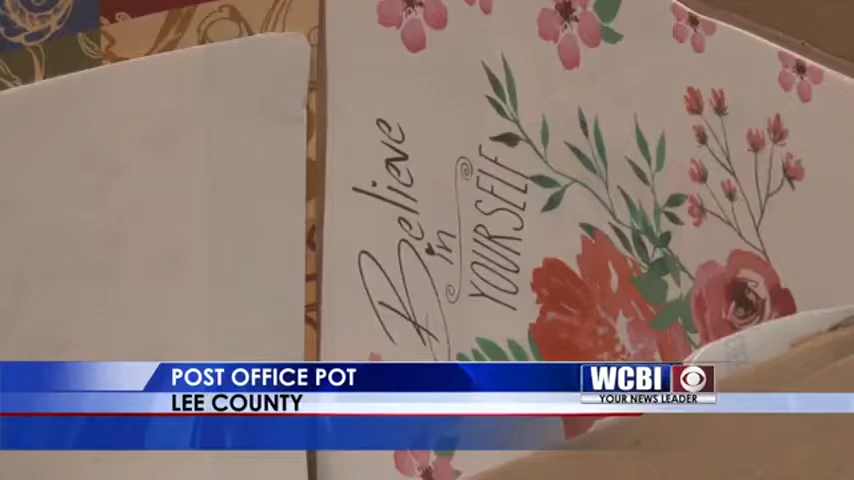 Believe
in
YOURSELF
POST OFFICE POT
LEE COUNTY
WCBI
YOUR NEWS LEADER